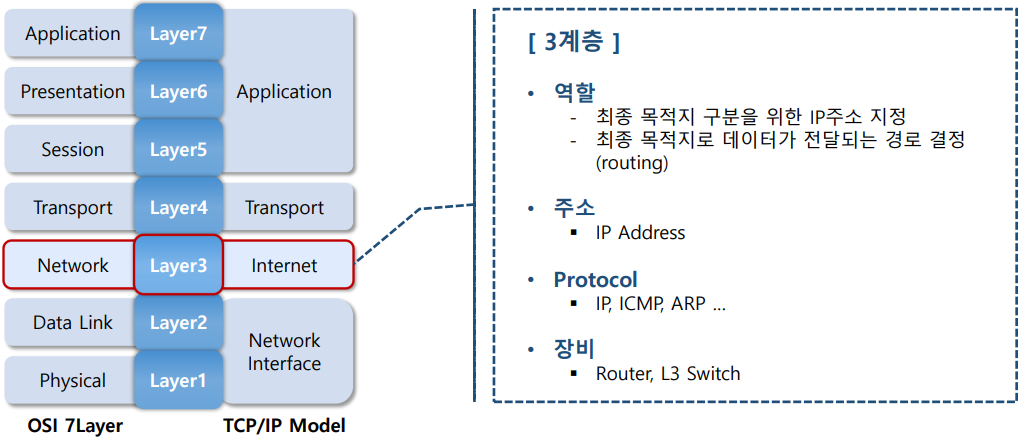 Application
Layer7
Presentation
Layer6
Application
Session
Layer5
Transport
Layer4
Transport
Network
Layer3
Internet
Data Link
Layer2
Network
Interface
Physical
Layer1
OSI 7Layer
TCP/IP Model
[ 3계층 ]
• 역할
- 최종 목적지 구분을 위한 IP주소 지정
- 최종 목적지로 데이터가 전달되는 경로 결정
(routing)
• 주소
▪ IP Address
• Protocol
▪ IP, ICMP, ARP ...
• 장비
▪ Router, L3 Switch